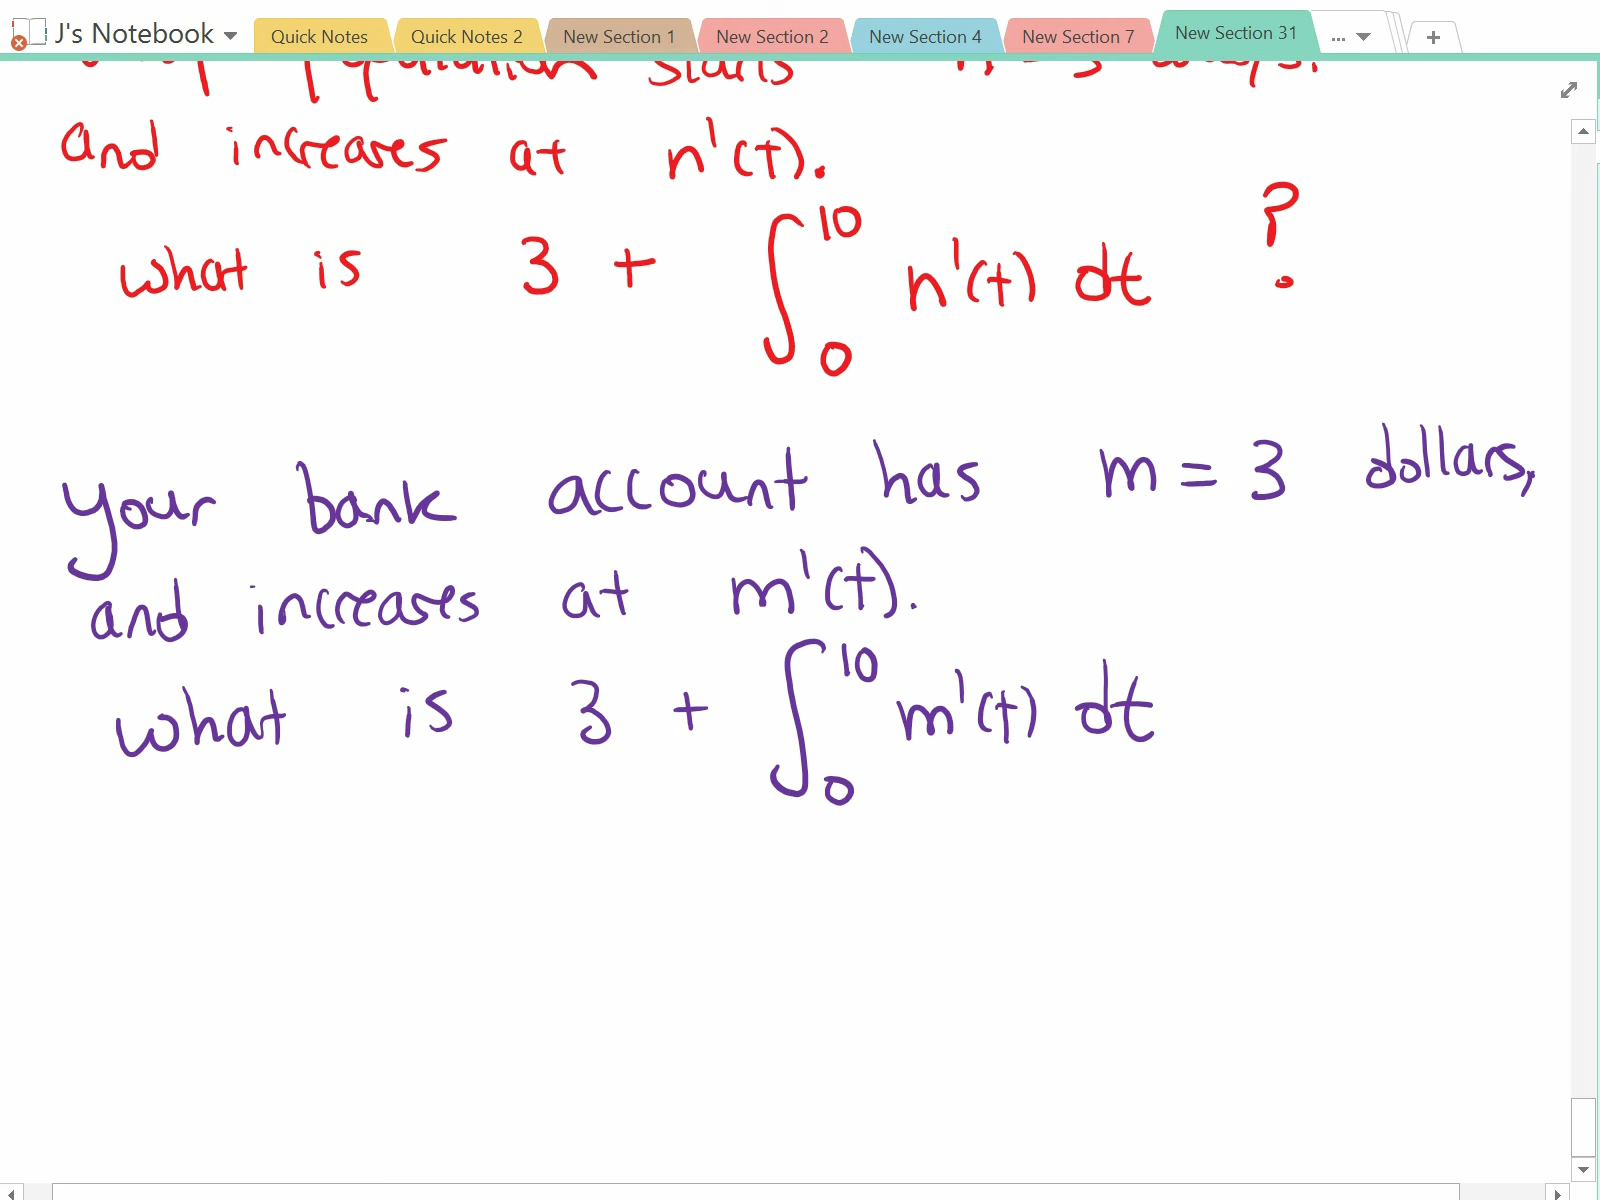 J's Notebook Quick Notes Quick Notes 2 New Section 1 New Section 2 New Section 4 New Section 7 New Section 31 ... +
population starts
and increases at n'(t).
what is 3 + ∫₀¹⁰ n'(t) dt ?
your bank account has m = 3 dollars,
and increases at m'(t).
what is 3 + ∫₀¹⁰ m'(t) dt